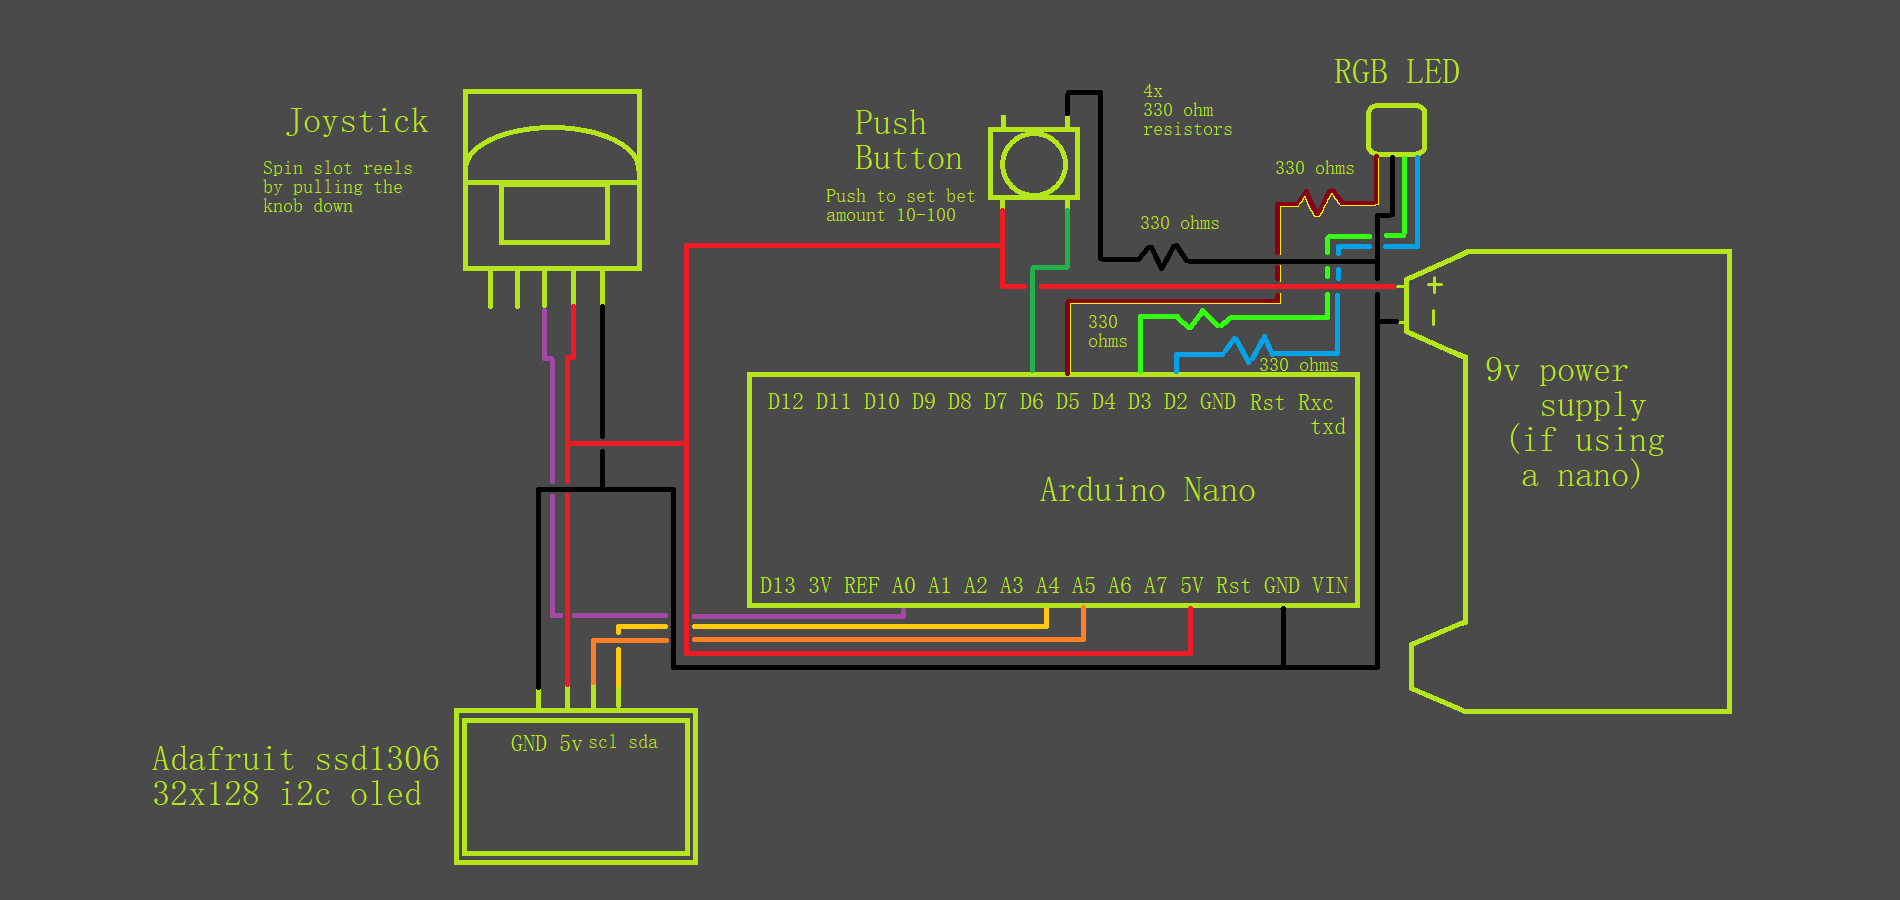 RGB LED
Joystick
Spin slot reels
by pulling the
knob down
Push
Button
Push to set bet
amount 10-100
4x
330 ohm
resistors
330 ohms
330 ohms
330
ohms
330 ohms
+
-
9v power
supply
(if using
a nano)
D12 D11 D10 D9 D8 D7 D6 D5 D4 D3 D2 GND Rst Rxc
txd
Arduino Nano
D13 3V REF A0 A1 A2 A3 A4 A5 A6 A7 5V Rst GND VIN
GND 5v scl sda
Adafruit ssd1306
32x128 i2c oled